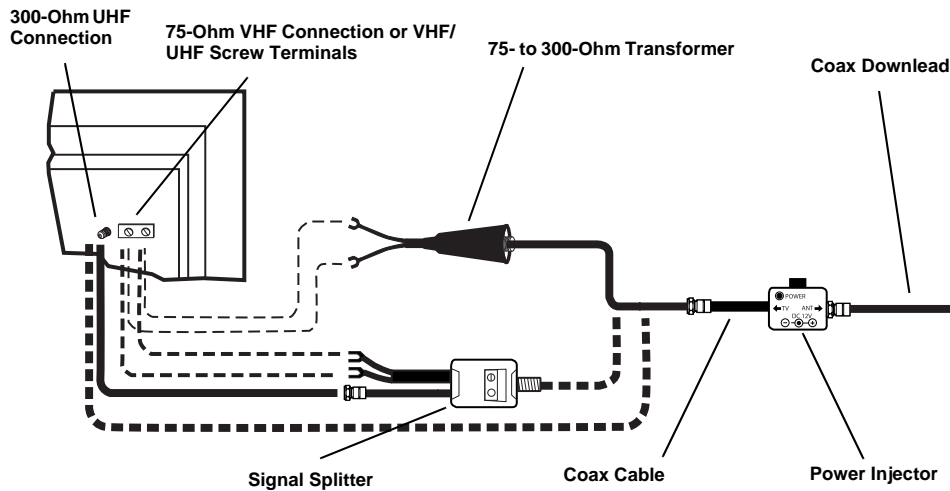 300-Ohm UHF
Connection
75-Ohm VHF Connection or VHF/
UHF Screw Terminals
75- to 300-Ohm Transformer
Coax Downlead
POWER
TV ANT
DC 12V
Signal Splitter
Coax Cable
Power Injector